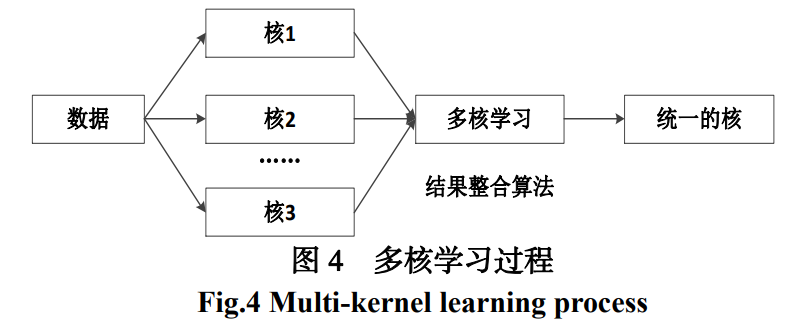 核1
数据
核2
多核学习
统一的核
……
结果整合算法
核3
图 4 多核学习过程
Fig.4 Multi-kernel learning process